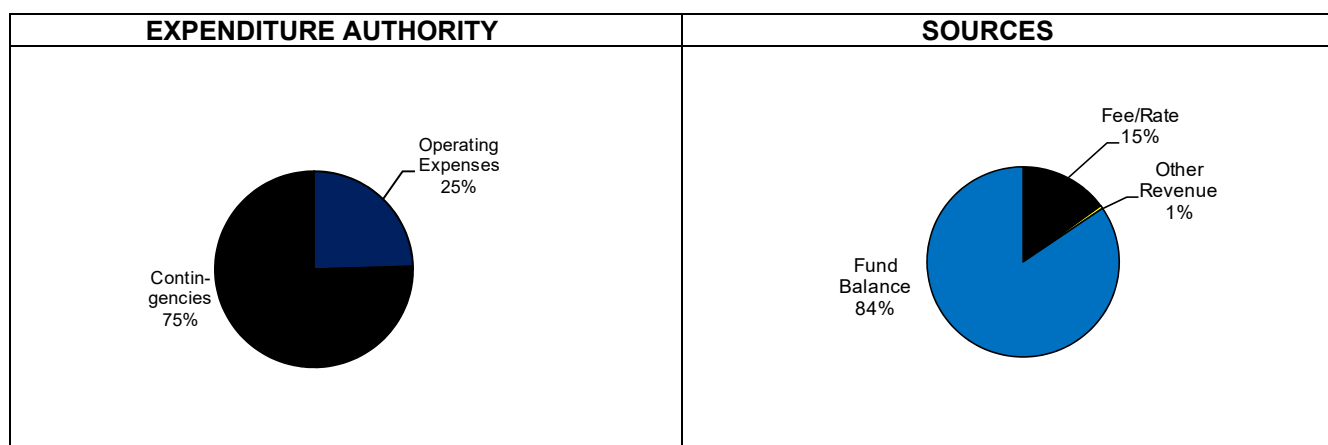 EXPENDITURE AUTHORITY
Operating
Expenses
25%
Contin-
gencies
75%
SOURCES
Fee/Rate
15%
Other
Revenue
1%
Fund
Balance
84%